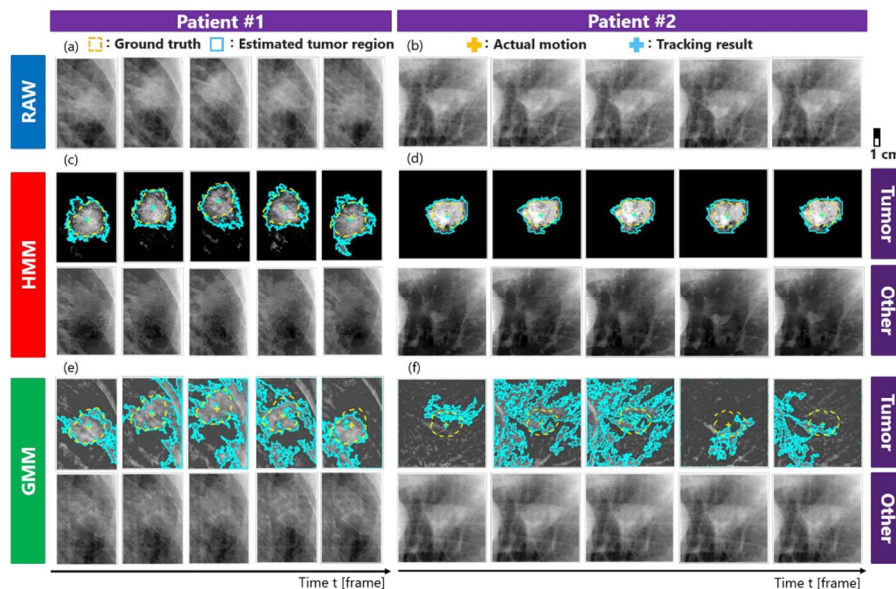 Patient #1
Patient #2
(a)
: Ground truth
: Estimated tumor region
: Actual motion
: Tracking result
(b)
RAW
1 cm
(c)
(d)
HMM
Tumor
Other
(e)
(f)
GMM
Tumor
Other
Time t [frame]
Time t [frame]